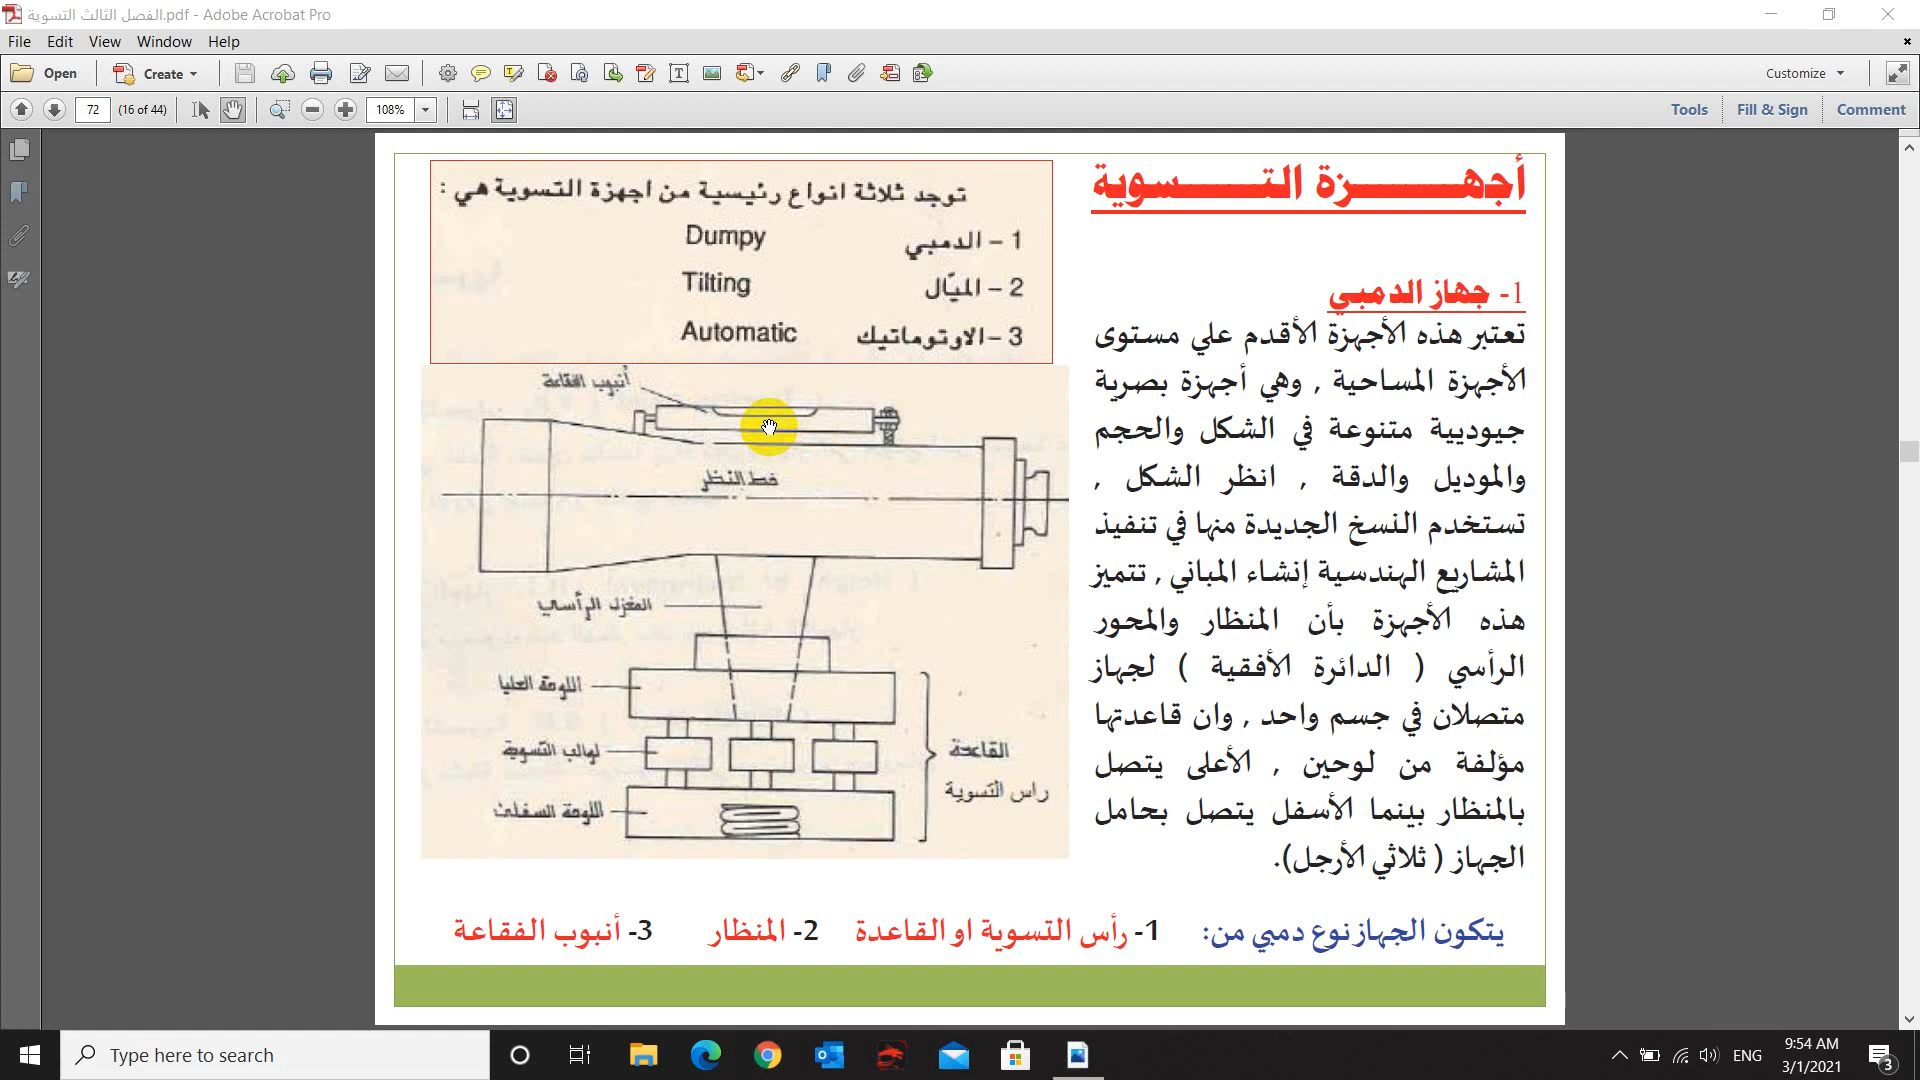 الفصل الثالث التسوية.pdf - Adobe Acrobat Pro
File Edit View Window Help
Open Create Customize
72 (16 of 44) 108% Tools Fill & Sign Comment
أجهـــزة التـــسوية
توجد ثلاثة انواع رئيسية من اجهزة التسوية هي :
1 – الدمبي Dumpy
2 – الميّال Tilting
3 – الاوتوماتيك Automatic
1- جهاز الدمبي
تعتبر هذه الأجهزة الأقدم علي مستوى
الأجهزة المساحية , وهي أجهزة بصرية
جيوديية متنوعة في الشكل والحجم
والموديل والدقة , انظر الشكل ,
تستخدم النسخ الجديدة منها في تنفيذ
المشاريع الهندسية إنشاء المباني , تتميز
هذه الأجهزة بأن المنظار والمحور
الرأسي ( الدائرة الأفقية ) لجهاز
متصلان في جسم واحد , وان قاعدتها
مؤلفة من لوحين , الأعلى يتصل
بالمنظار بينما الأسفل يتصل بحامل
الجهاز ( ثلاثي الأرجل).
أنبوب الفقاعة
خط النظر
المغزل الرأسي
اللوحة العليا
لوالب التسوية
القاعدة
راس التسوية
اللوحة السفلى
يتكون الجهاز نوع دمبي من: 1- رأس التسوية او القاعدة 2- المنظار 3- أنبوب الفقاعة
Type here to search
ENG
9:54 AM
3/1/2021
3